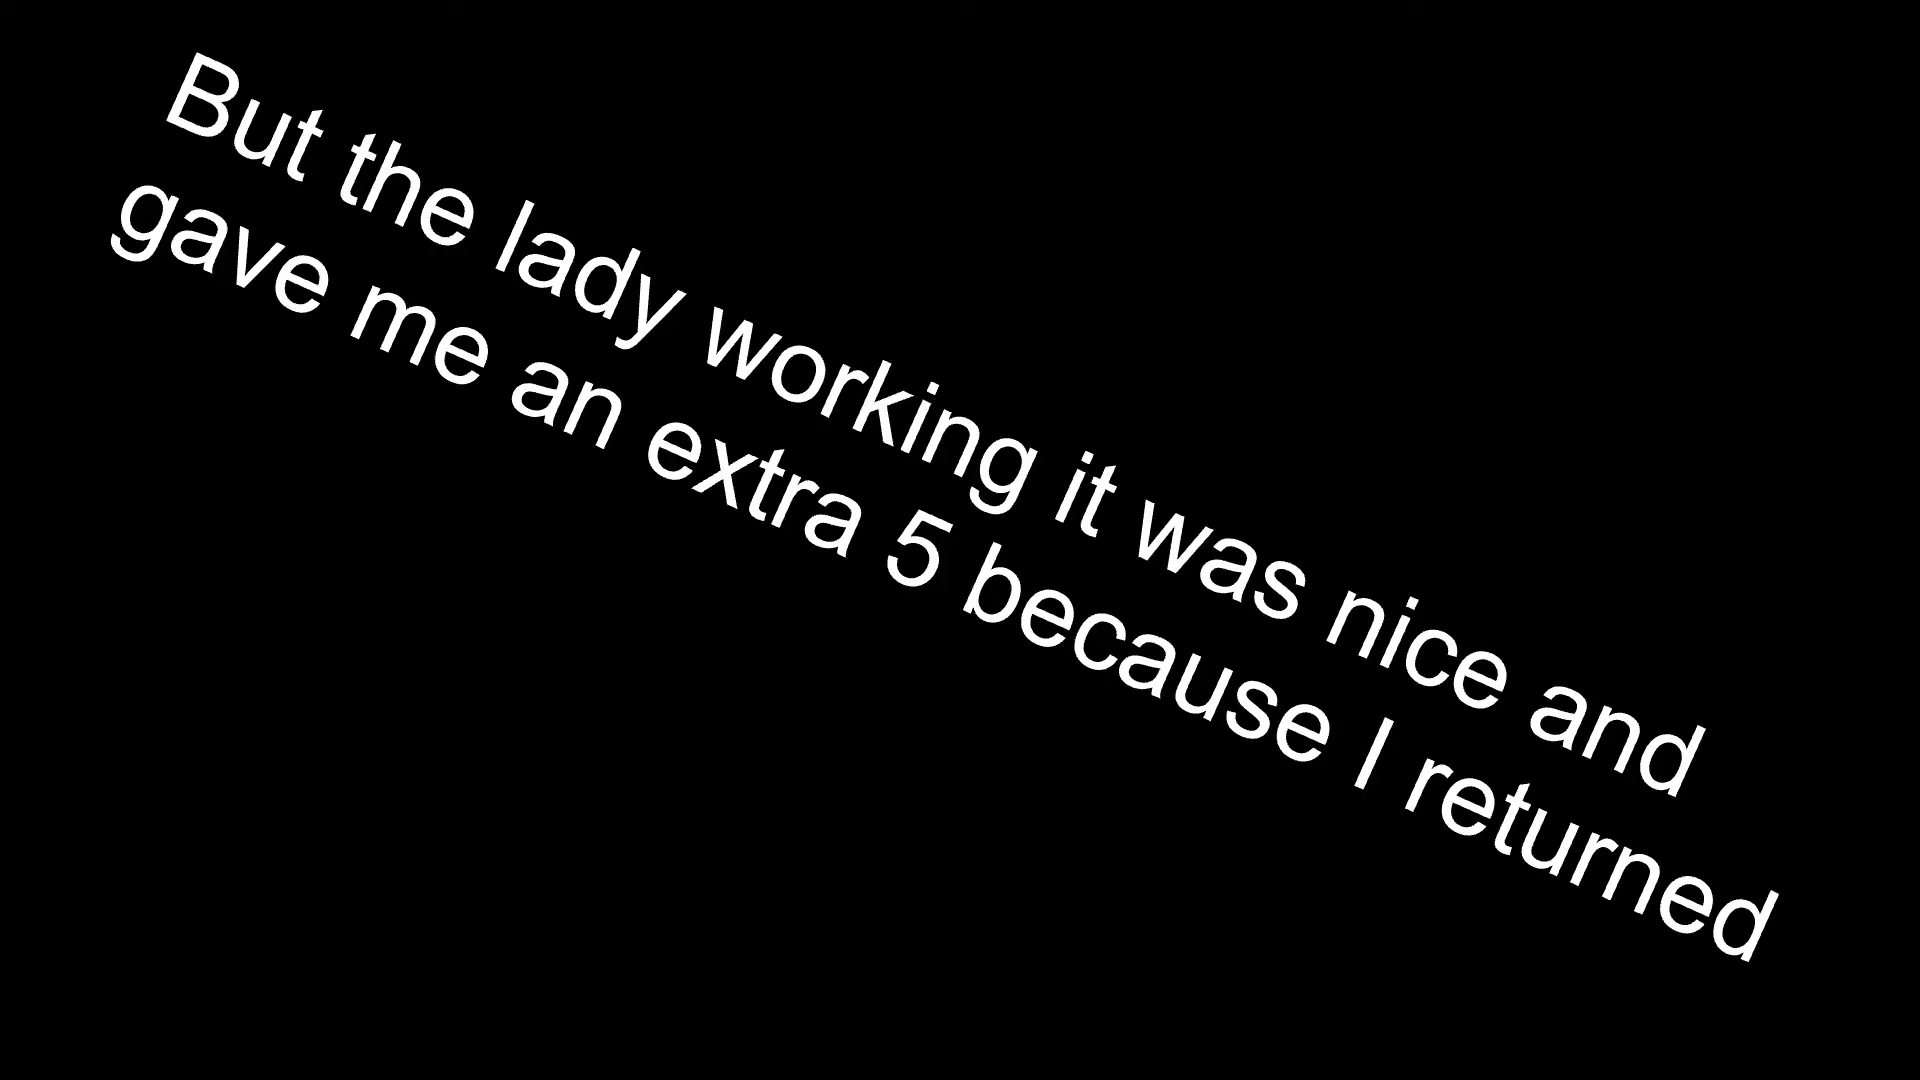 But the lady working it was nice and
gave me an extra 5 because I returned